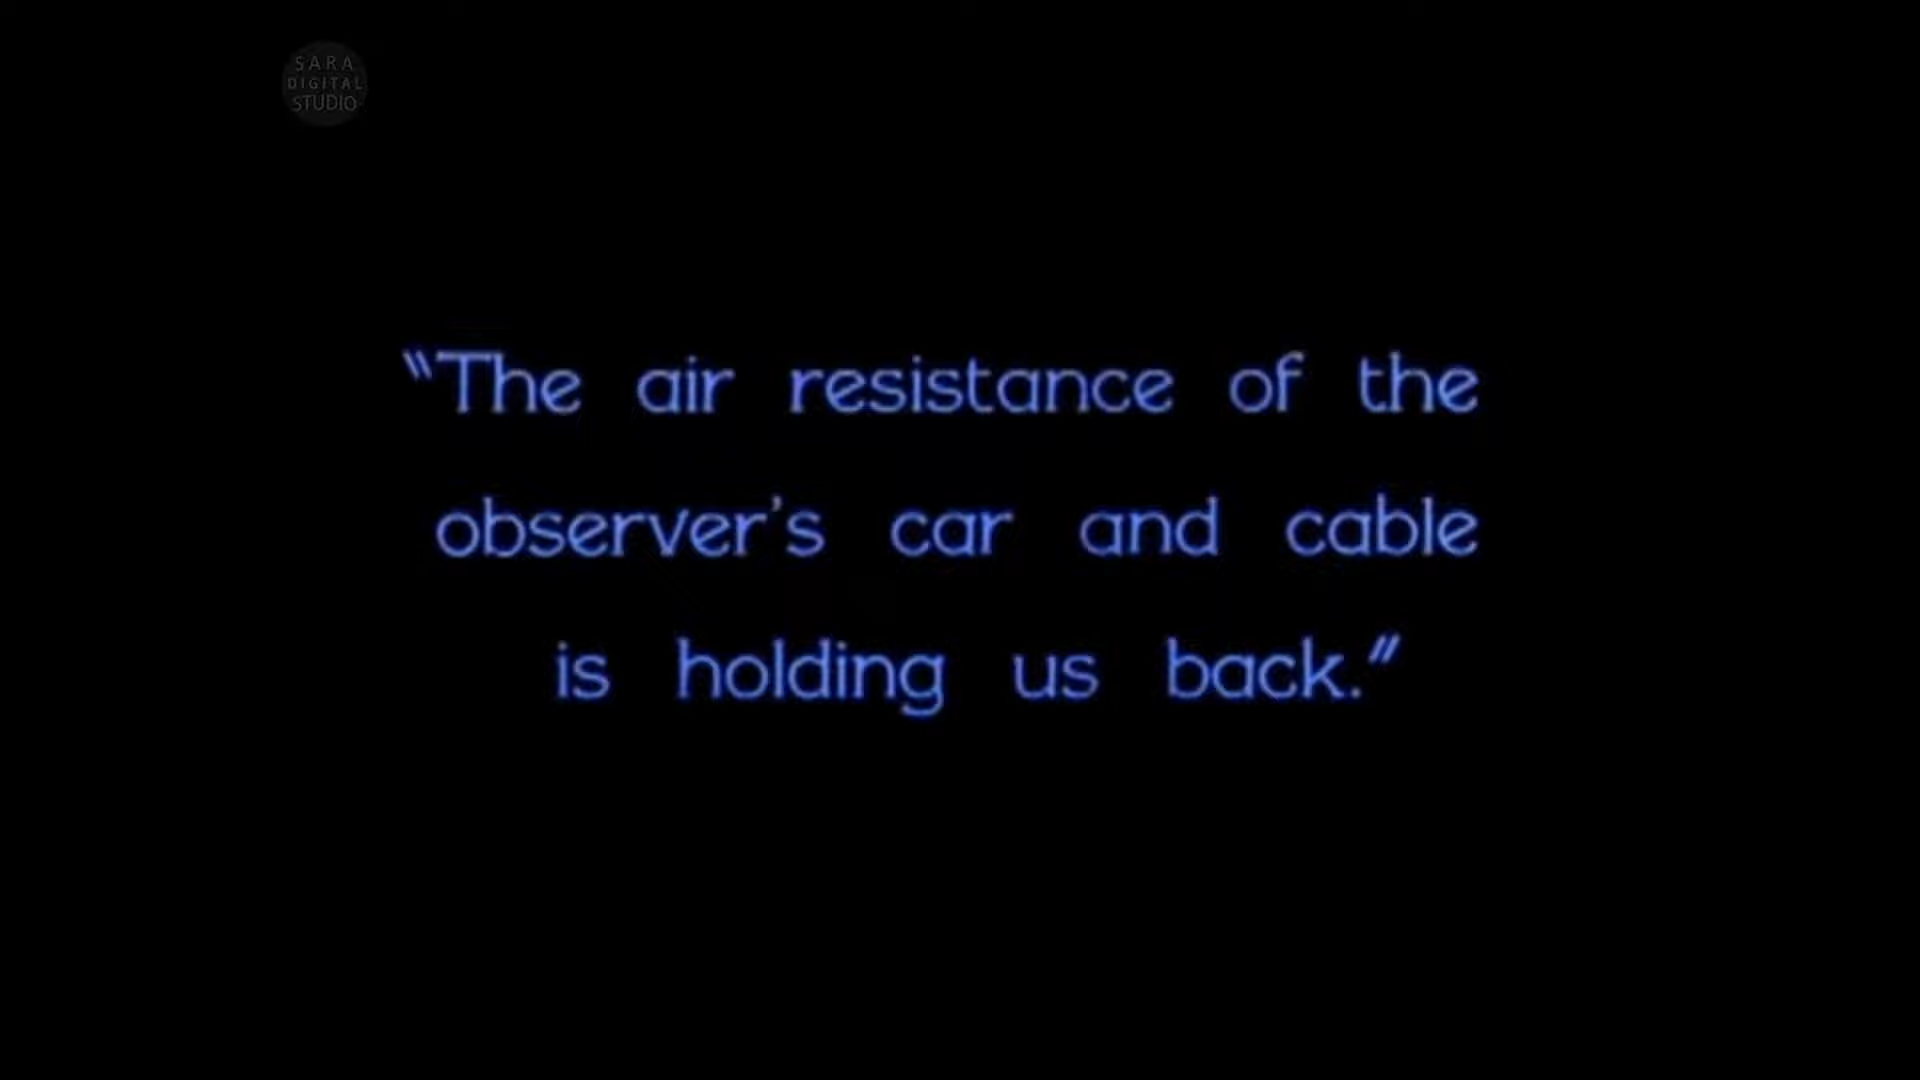 SARA
DIGITAL
STUDIO
"The air resistance of the
observer's car and cable
is holding us back."